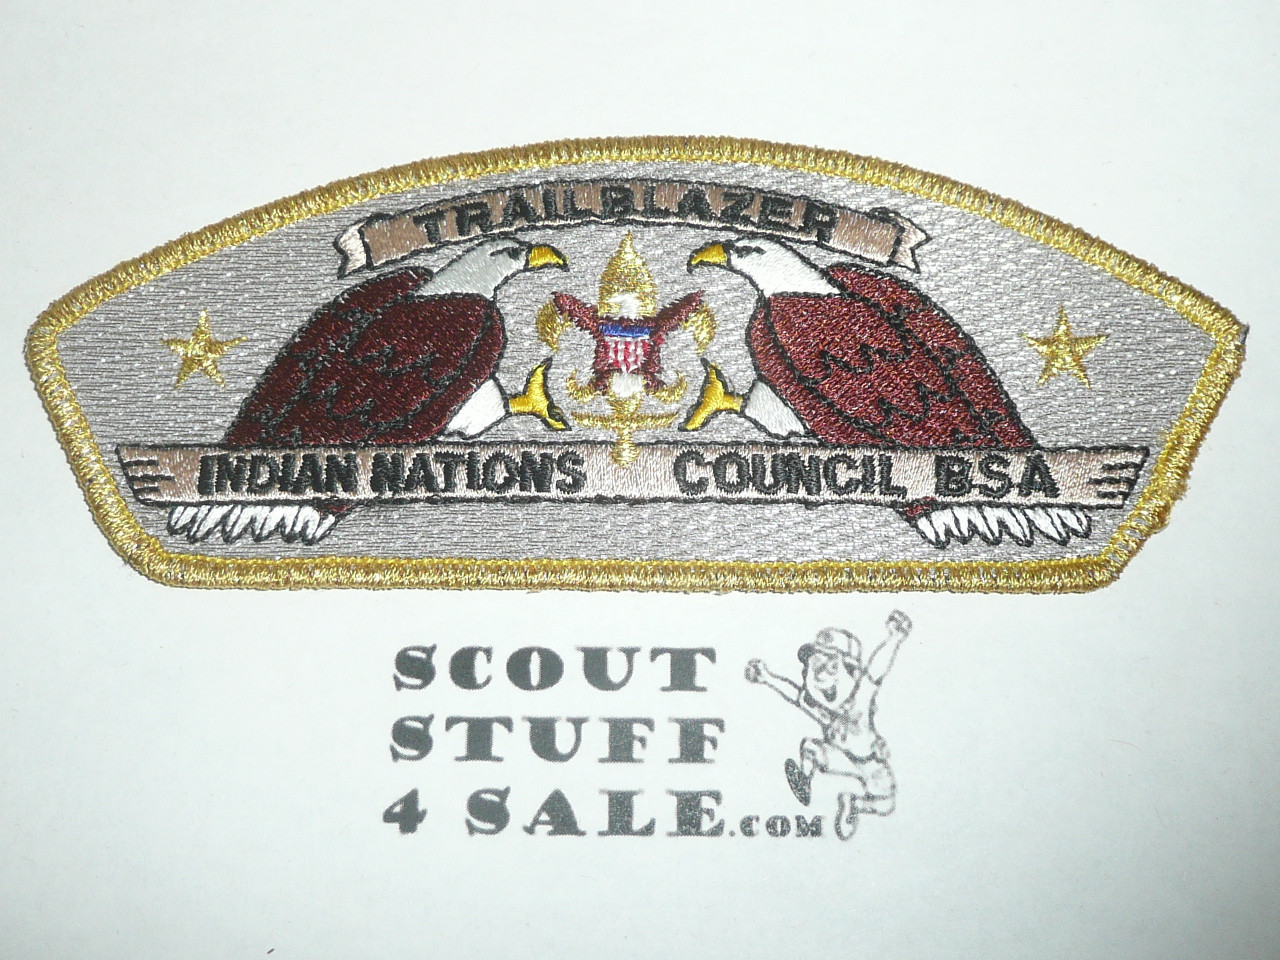 TRAILBLAZER
INDIAN NATIONS COUNCIL BSA
SCOUT
STUFF
4 SALE.COM